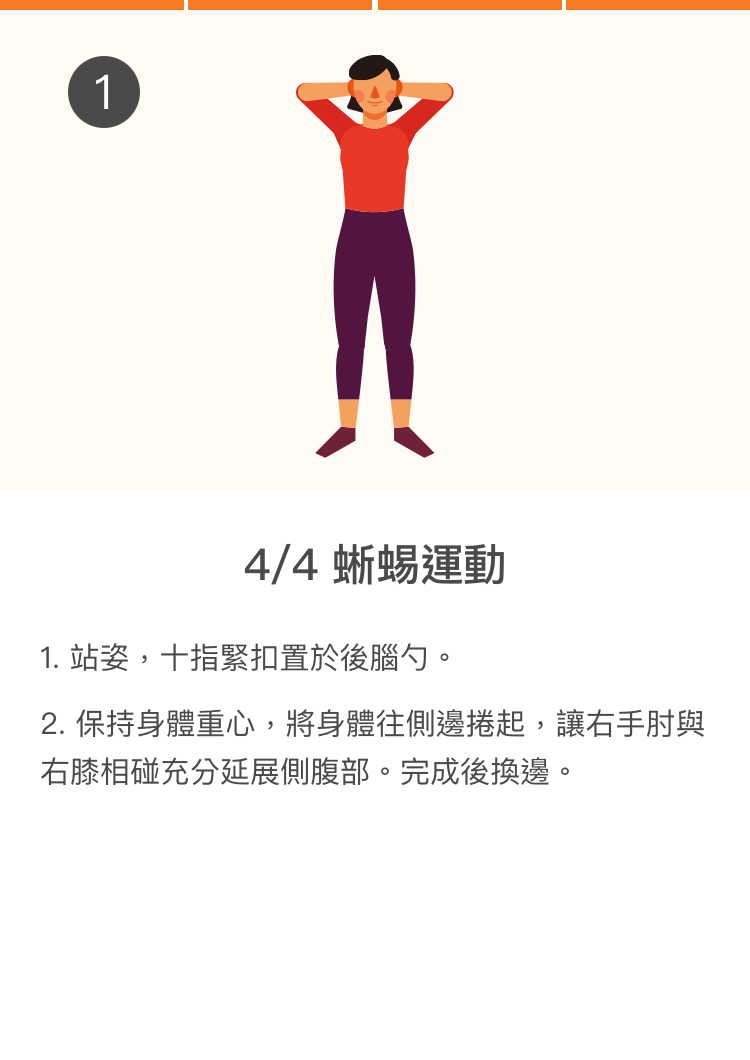 1
4/4 蜥蜴運動
1. 站姿，十指緊扣置於後腦勺。
2. 保持身體重心，將身體往側邊捲起，讓右手肘與
右膝相碰充分延展側腹部。完成後換邊。